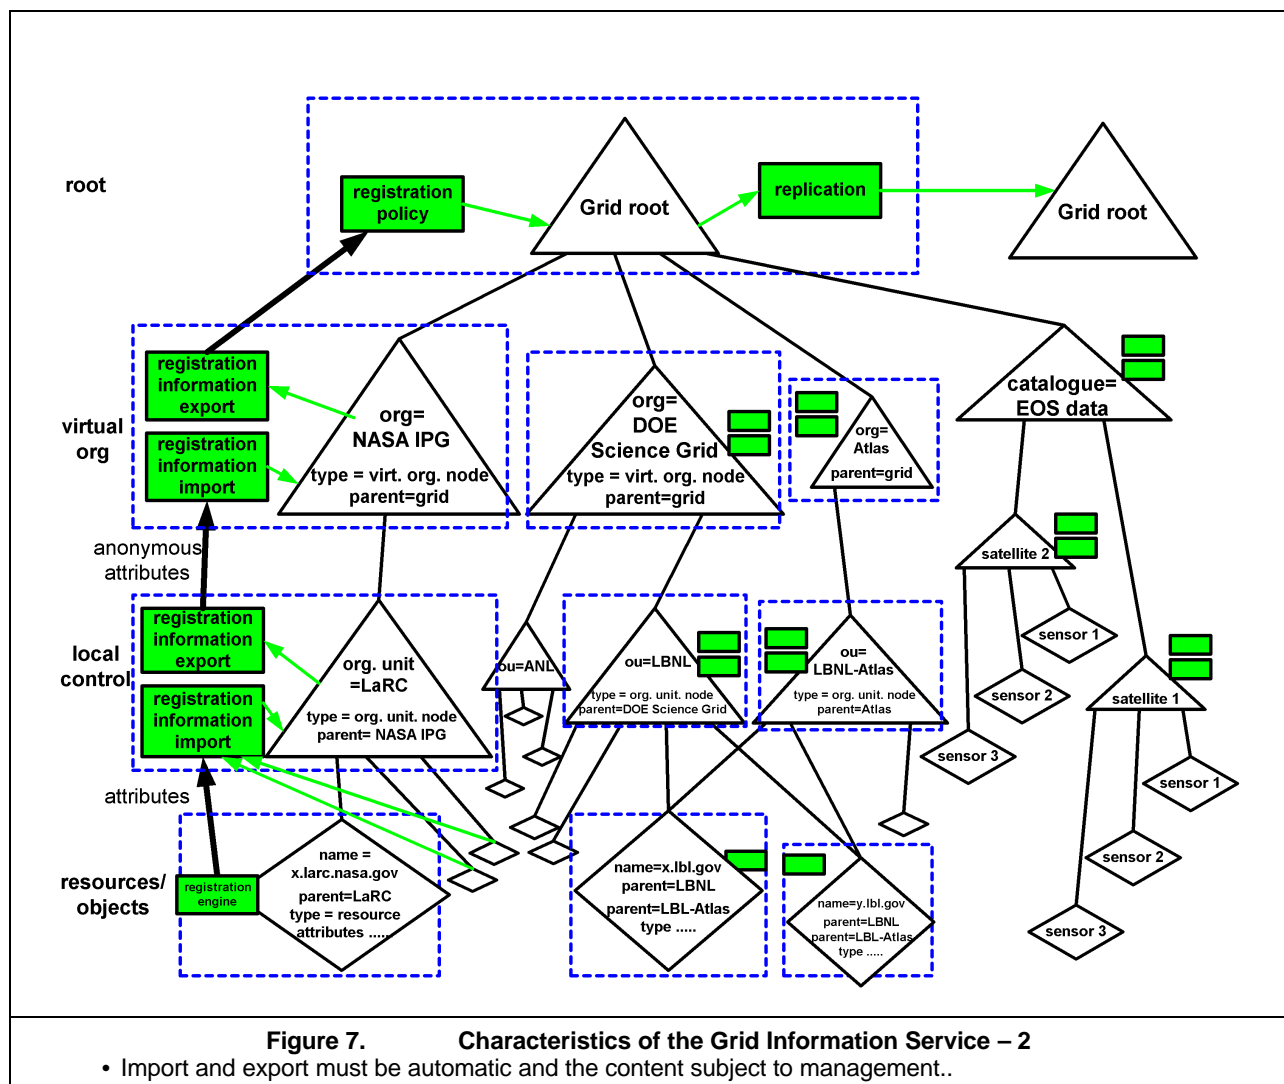 root
registration
policy
Grid root
replication
Grid root
virtual
org
registration
information
export
registration
information
import
org=
NASA IPG
type = virt. org. node
parent=grid
org=
DOE
Science Grid
type = virt. org. node
parent=grid
org=
Atlas
parent=grid
catalogue=
EOS data
anonymous
attributes
satellite 2
sensor 1
sensor 2
sensor 3
local
control
registration
information
export
registration
information
import
org. unit
=LaRC
type = org. unit. node
parent= NASA IPG
ou=ANL
ou=LBNL
type = org. unit. node
parent=DOE Science Grid
ou=
LBNL-Atlas
type = org. unit. node
parent=Atlas
satellite 1
sensor 1
sensor 2
sensor 3
attributes
resources/
objects
registration
engine
name =
x.larc.nasa.gov
parent=LaRC
type = resource
attributes .....
name=x.lbl.gov
parent=LBNL
parent=LBL-Atlas
type .....
name=y.lbl.gov
parent=LBNL
parent=LBL-Atlas
type .....
Figure 7. Characteristics of the Grid Information Service – 2
• Import and export must be automatic and the content subject to management..